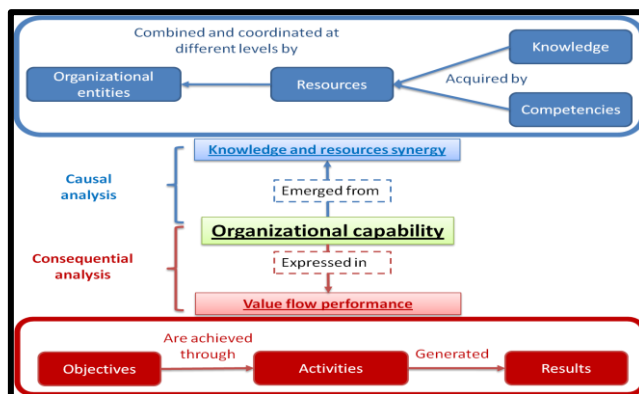 Combined and coordinated at
different levels by
Knowledge
Organizational
entities
Resources
Acquired by
Competencies
Knowledge and resources synergy
Causal
analysis
Emerged from
Organizational capability
Consequential
analysis
Expressed in
Value flow performance
Are achieved
through
Generated
Objectives
Activities
Results